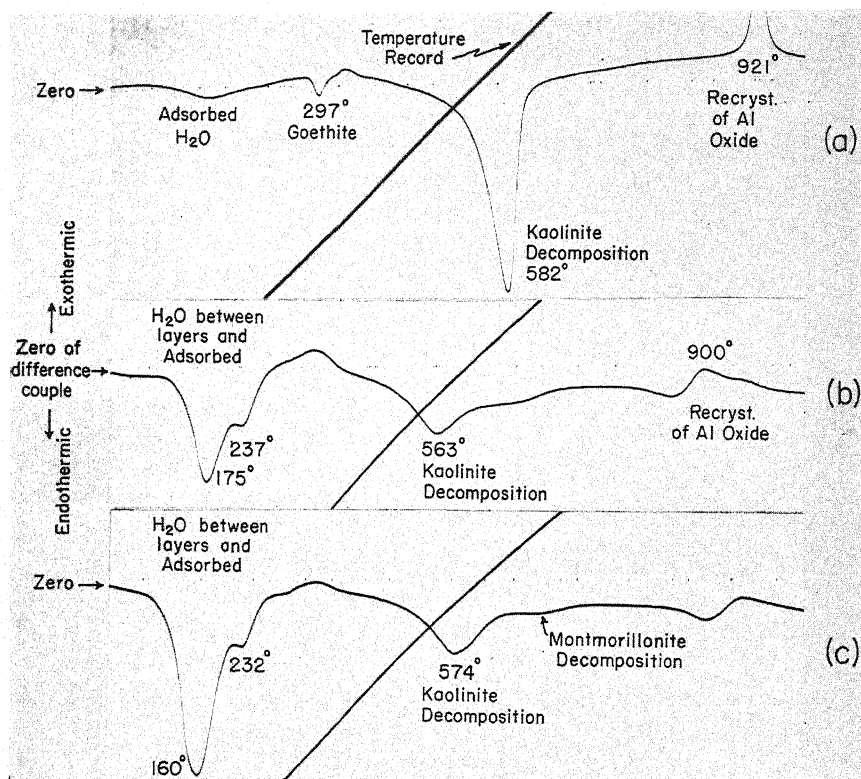 Temperature
Record
Zero
Adsorbed
H₂O
297°
Goethite
921°
Recryst.
of Al
Oxide
(a)
Kaolinite
Decomposition
582°
Exothermic
Zero of
difference
couple
Endothermic
H₂O between
layers and
Adsorbed
237°
175°
563°
Kaolinite
Decomposition
900°
Recryst.
of Al Oxide
(b)
H₂O between
layers and
Adsorbed
Zero
232°
160°
574°
Kaolinite
Decomposition
Montmorillonite
Decomposition
(c)